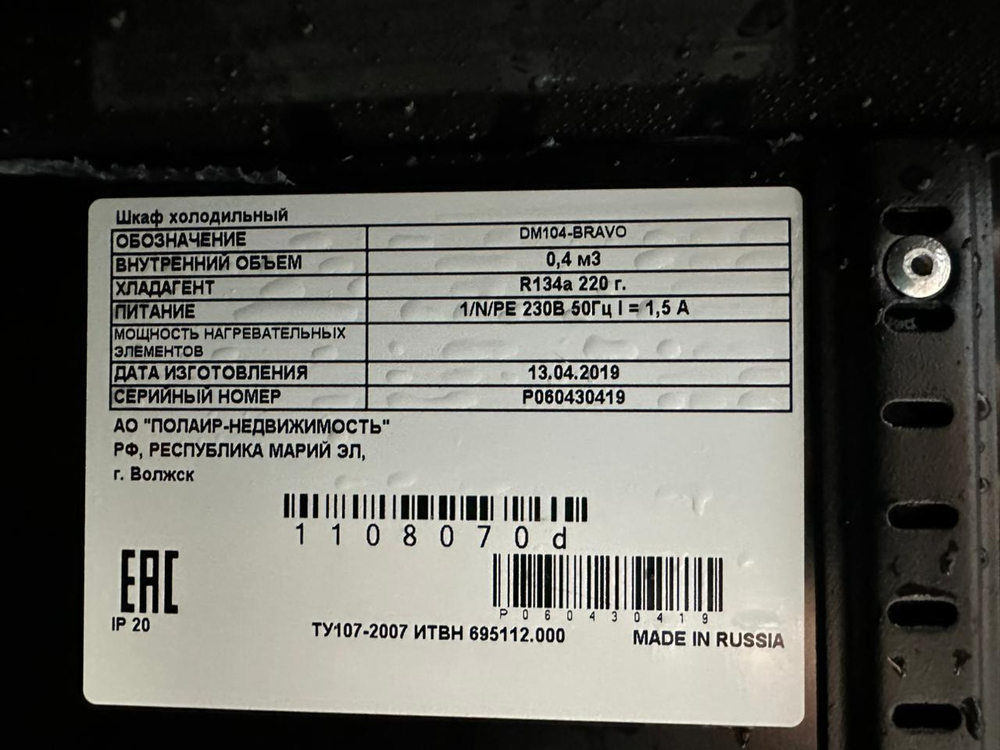 Шкаф холодильный
ОБОЗНАЧЕНИЕ DM104-BRAVO
ВНУТРЕННИЙ ОБЪЕМ 0,4 м3
ХЛАДАГЕНТ R134a 220 г.
ПИТАНИЕ 1/N/PE 230В 50Гц I = 1,5 А
МОЩНОСТЬ НАГРЕВАТЕЛЬНЫХ
ЭЛЕМЕНТОВ
ДАТА ИЗГОТОВЛЕНИЯ 13.04.2019
СЕРИЙНЫЙ НОМЕР P060430419
АО "ПОЛАИР-НЕДВИЖИМОСТЬ"
РФ, РЕСПУБЛИКА МАРИЙ ЭЛ,
г. Волжск
1108070d
P060430419
EAC
IP 20
ТУ107-2007 ИТВН 695112.000
MADE IN RUSSIA